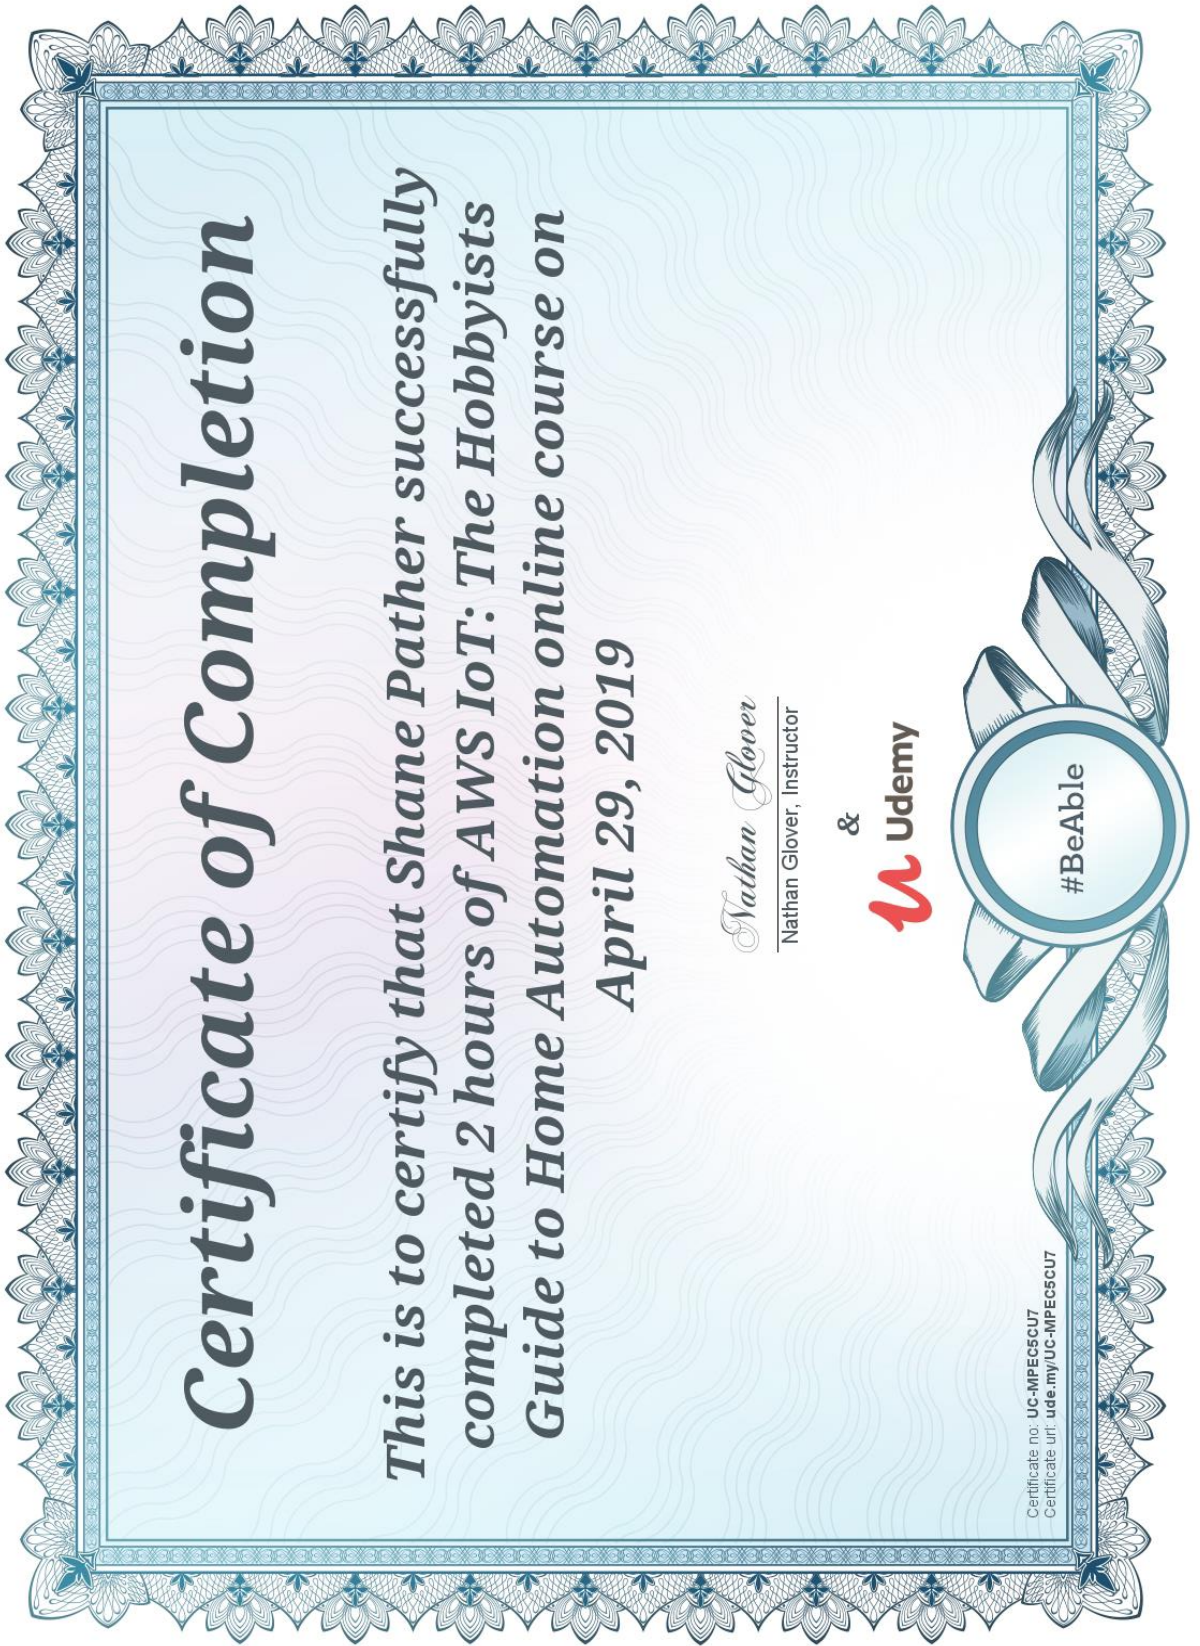 Certificate of Completion
This is to certify that Shane Pather successfully
completed 2 hours of AWS IoT: The Hobbyists
Guide to Home Automation online course on
April 29, 2019
Nathan Glover
Nathan Glover, Instructor
&
Udemy
#BeAble
Certificate no: UC-MPEC5CU7
Certificate url: ude.my/UC-MPEC5CU7